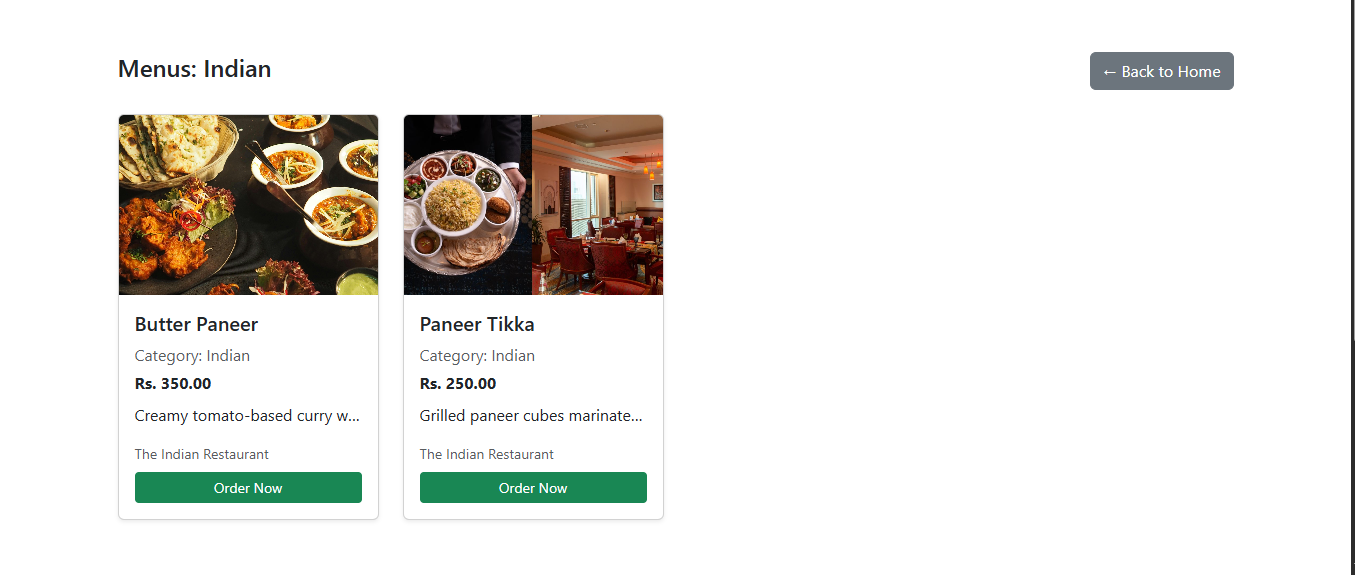 Menus: Indian
← Back to Home
Butter Paneer
Category: Indian
Rs. 350.00
Creamy tomato-based curry w...
The Indian Restaurant
Order Now
Paneer Tikka
Category: Indian
Rs. 250.00
Grilled paneer cubes marinate...
The Indian Restaurant
Order Now